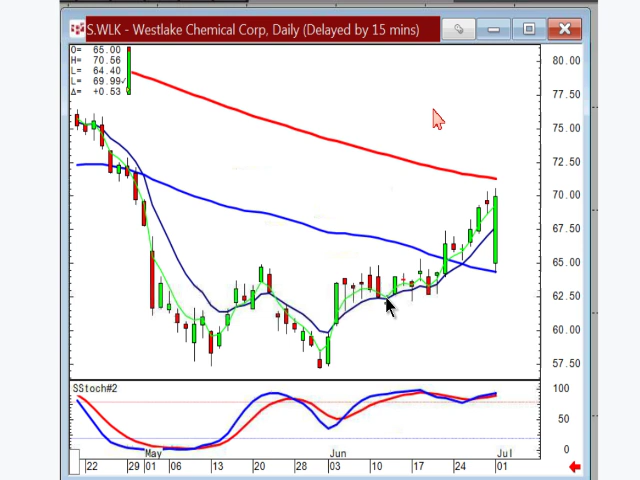 S.WLK - Westlake Chemical Corp, Daily (Delayed by 15 mins)
O= 65.00
H= 70.56
L= 64.40
L= 69.99
Δ= +0.53
80.00
77.50
75.00
72.50
70.00
67.50
65.00
62.50
60.00
57.50
SStoch#2
100
50
0
May Jun Jul
22 29 01 06 13 20 28 03 10 17 24 01